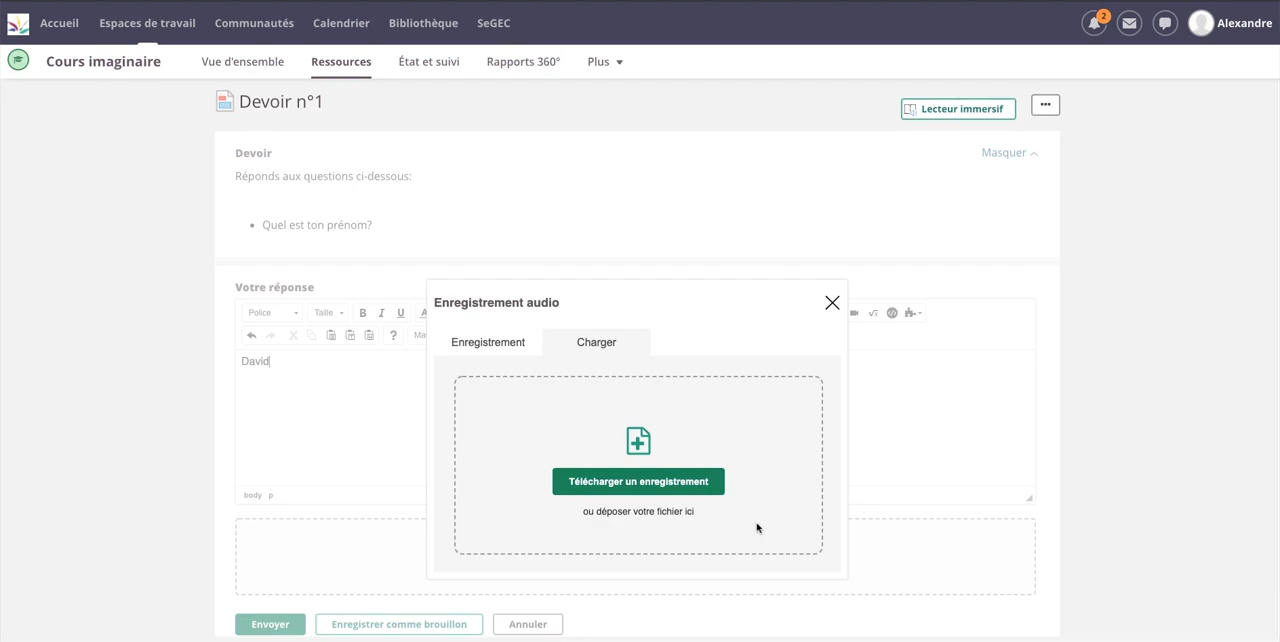 Accueil Espaces de travail Communautés Calendrier Bibliothèque SeGEC 2 Alexandre
Cours imaginaire Vue d'ensemble Ressources État et suivi Rapports 360° Plus
Devoir n°1
Lecteur immersif
Devoir Masquer
Réponds aux questions ci-dessous:
• Quel est ton prénom?
Votre réponse
Enregistrement audio
Police Taille B I U A
? Ma
Enregistrement Charger
David
Télécharger un enregistrement
ou déposer votre fichier ici
body p
Envoyer Enregistrer comme brouillon Annuler